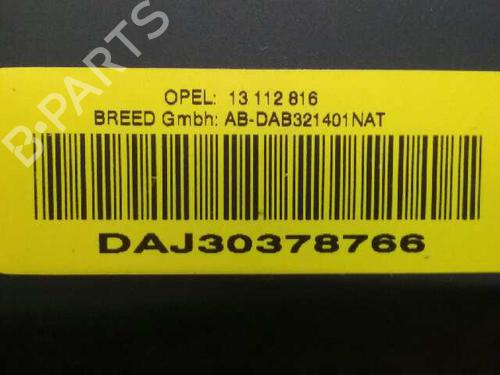 B-PARTS
OPEL: 13 112 816
BREED Gmbh: AB-DAB321401NAT
DAJ30378766